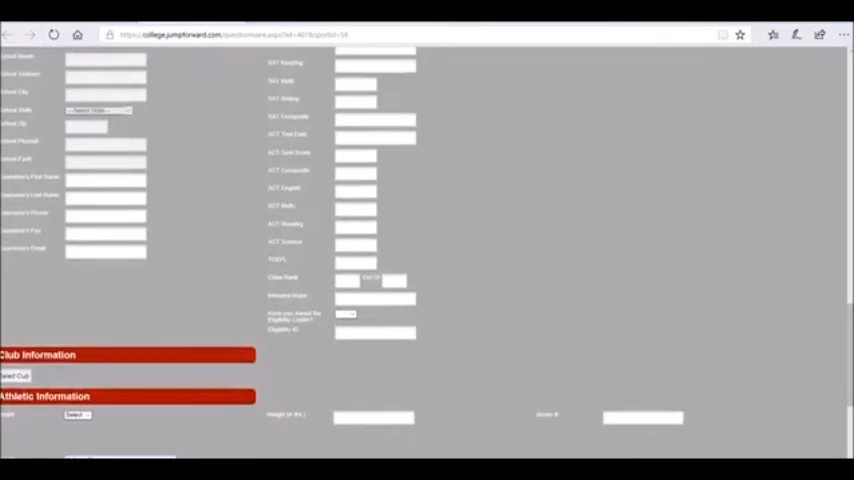 https://college.jumpforward.com/questionnaire.aspx?iid=407&sportid=58
School Name
School Address
School City
School State
-- Select State --
School Zip
School Phone#
School Fax#
Counselor's First Name
Counselor's Last Name
Counselor's Phone
Counselor's Fax
Counselor's Email
SAT Reading
SAT Math
SAT Writing
SAT Composite
ACT Test Date
ACT Composite
ACT English
ACT Math
ACT Reading
ACT Science
TOEFL
Class Rank
Out Of
Intended Major
Have you joined the
Eligibility Center?
Eligibility ID
Club Information
Select Club
Athletic Information
Select
Weight (in lbs.)
Jersey #